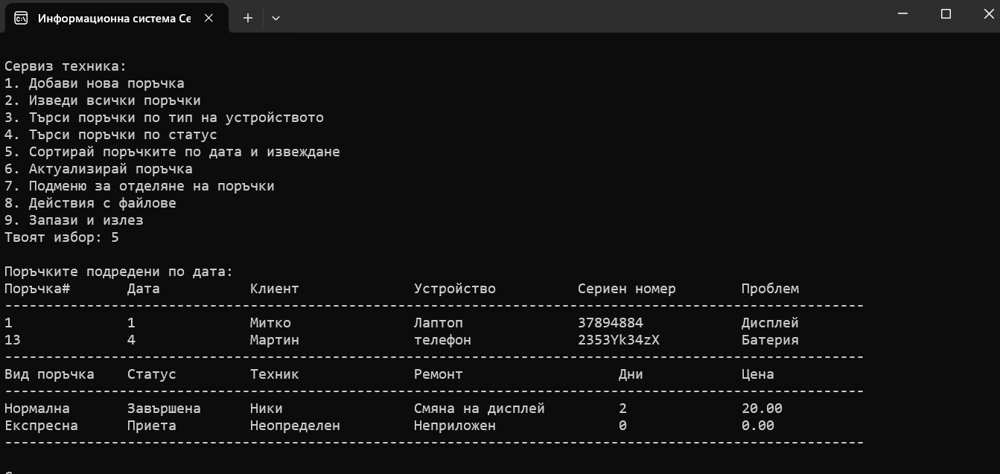 Информационна система Се
Сервиз техника:
1. Добави нова поръчка
2. Изведи всички поръчки
3. Търси поръчки по тип на устройството
4. Търси поръчки по статус
5. Сортирай поръчките по дата и извеждане
6. Актуализирай поръчка
7. Подменю за отделяне на поръчки
8. Действия с файлове
9. Запази и излез
Твоят избор: 5
Поръчките подредени по дата:
Поръчка# Дата Клиент Устройство Сериен номер Проблем
---------------------------------------------------------------------------------------------------------
1 1 Митко Лаптоп 37894884 Дисплей
13 4 Мартин телефон 2353Yk34zX Батерия
---------------------------------------------------------------------------------------------------------
Вид поръчка Статус Техник Ремонт Дни Цена
---------------------------------------------------------------------------------------------------------
Нормална Завършена Ники Смяна на дисплей 2 20.00
Експресна Приета Неопределен Неприложен 0 0.00
---------------------------------------------------------------------------------------------------------